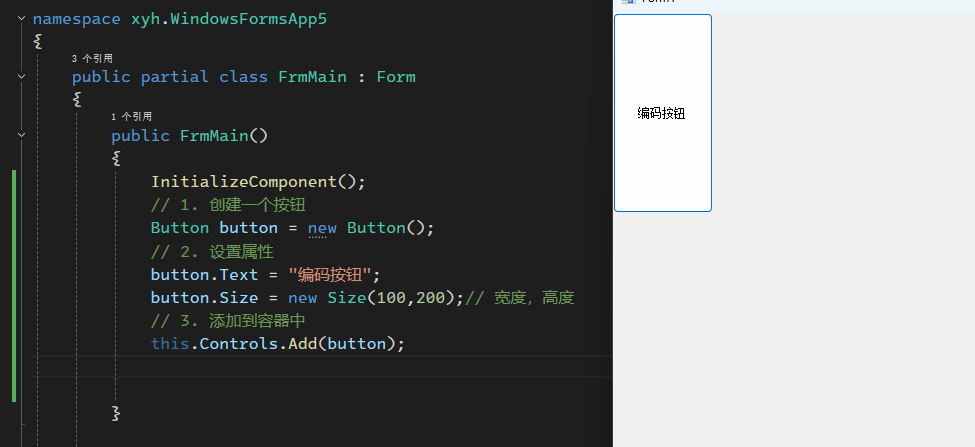 namespace xyh.WindowsFormsApp5
{
3 个引用
public partial class FrmMain : Form
{
1 个引用
public FrmMain()
{
InitializeComponent();
// 1. 创建一个按钮
Button button = new Button();
// 2. 设置属性
button.Text = "编码按钮";
button.Size = new Size(100,200);// 宽度，高度
// 3. 添加到容器中
this.Controls.Add(button);
}
编码按钮